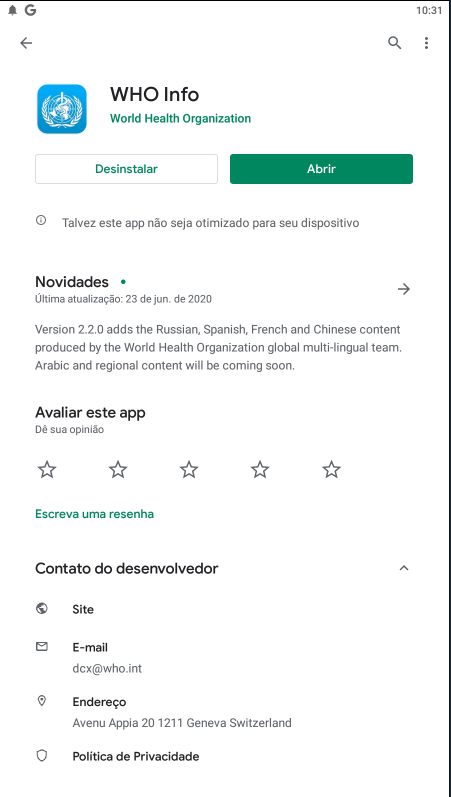 10:31
WHO Info
World Health Organization
Desinstalar
Abrir
Talvez este app não seja otimizado para seu dispositivo
Novidades
Última atualização: 23 de jun. de 2020
Version 2.2.0 adds the Russian, Spanish, French and Chinese content
produced by the World Health Organization global multi-lingual team.
Arabic and regional content will be coming soon.
Avaliar este app
Dê sua opinião
Escreva uma resenha
Contato do desenvolvedor
Site
E-mail
dcx@who.int
Endereço
Avenu Appia 20 1211 Geneva Switzerland
Política de Privacidade